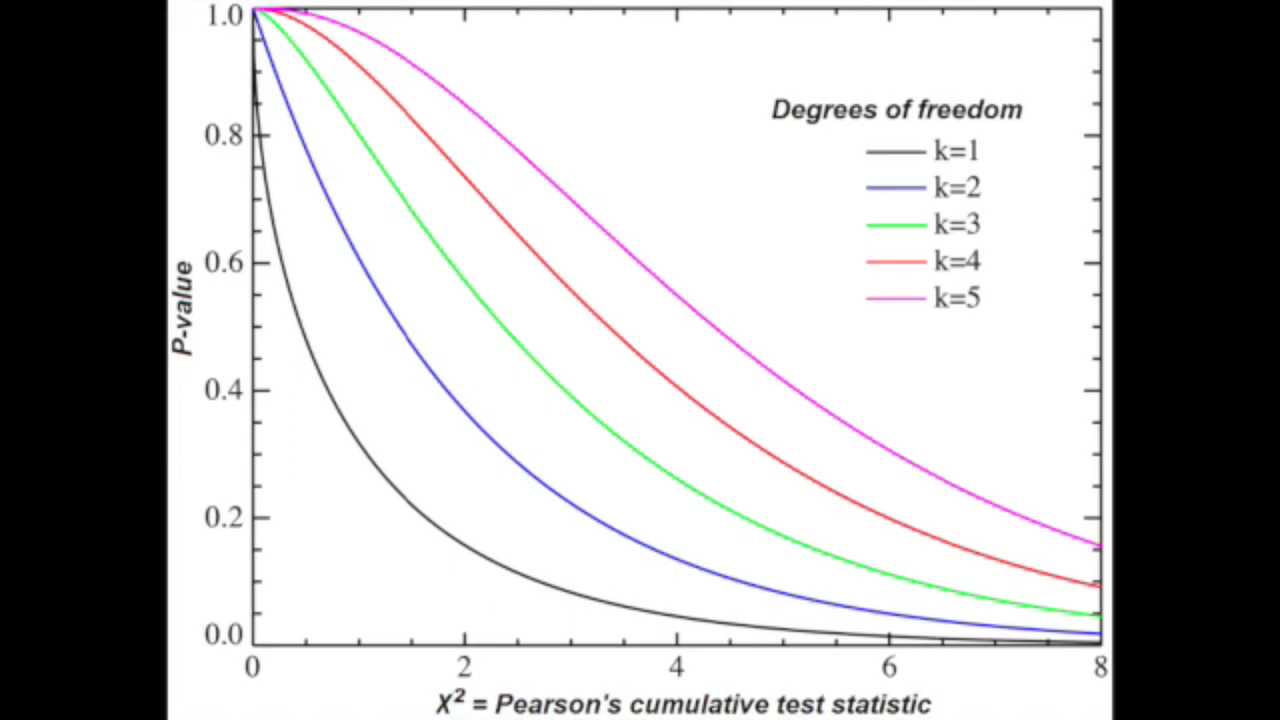 1.0
0.8
0.6
0.4
0.2
0.0
P-value
Degrees of freedom
k=1
k=2
k=3
k=4
k=5
0 2 4 6 8
χ² = Pearson's cumulative test statistic